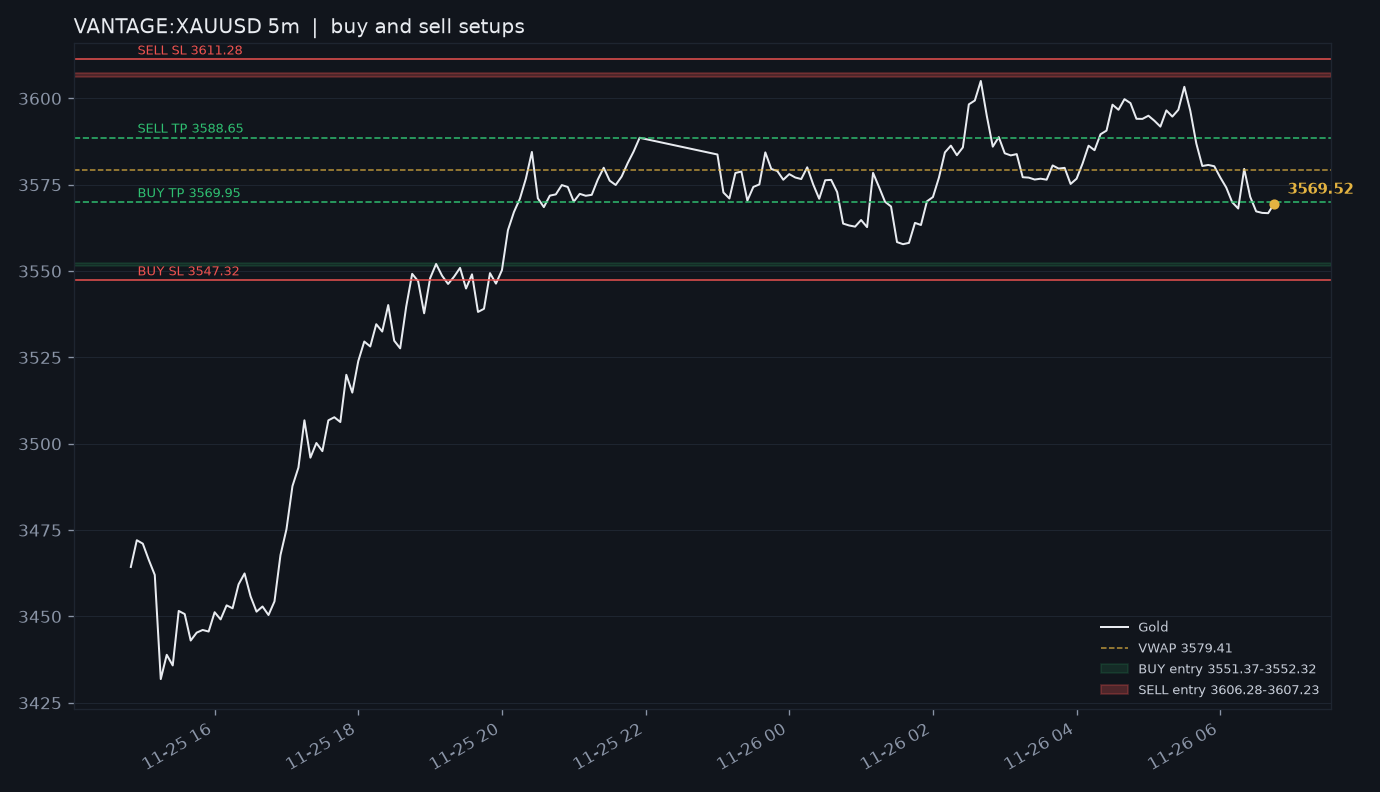 VANTAGE:XAUUSD 5m | buy and sell setups
SELL SL 3611.28
3600
SELL TP 3588.65
3575
BUY TP 3569.95
3569.52
3550
BUY SL 3547.32
3525
3500
3475
3450
3425
Gold
VWAP 3579.41
BUY entry 3551.37-3552.32
SELL entry 3606.28-3607.23
11-25 16
11-25 18
11-25 20
11-25 22
11-26 00
11-26 02
11-26 04
11-26 06